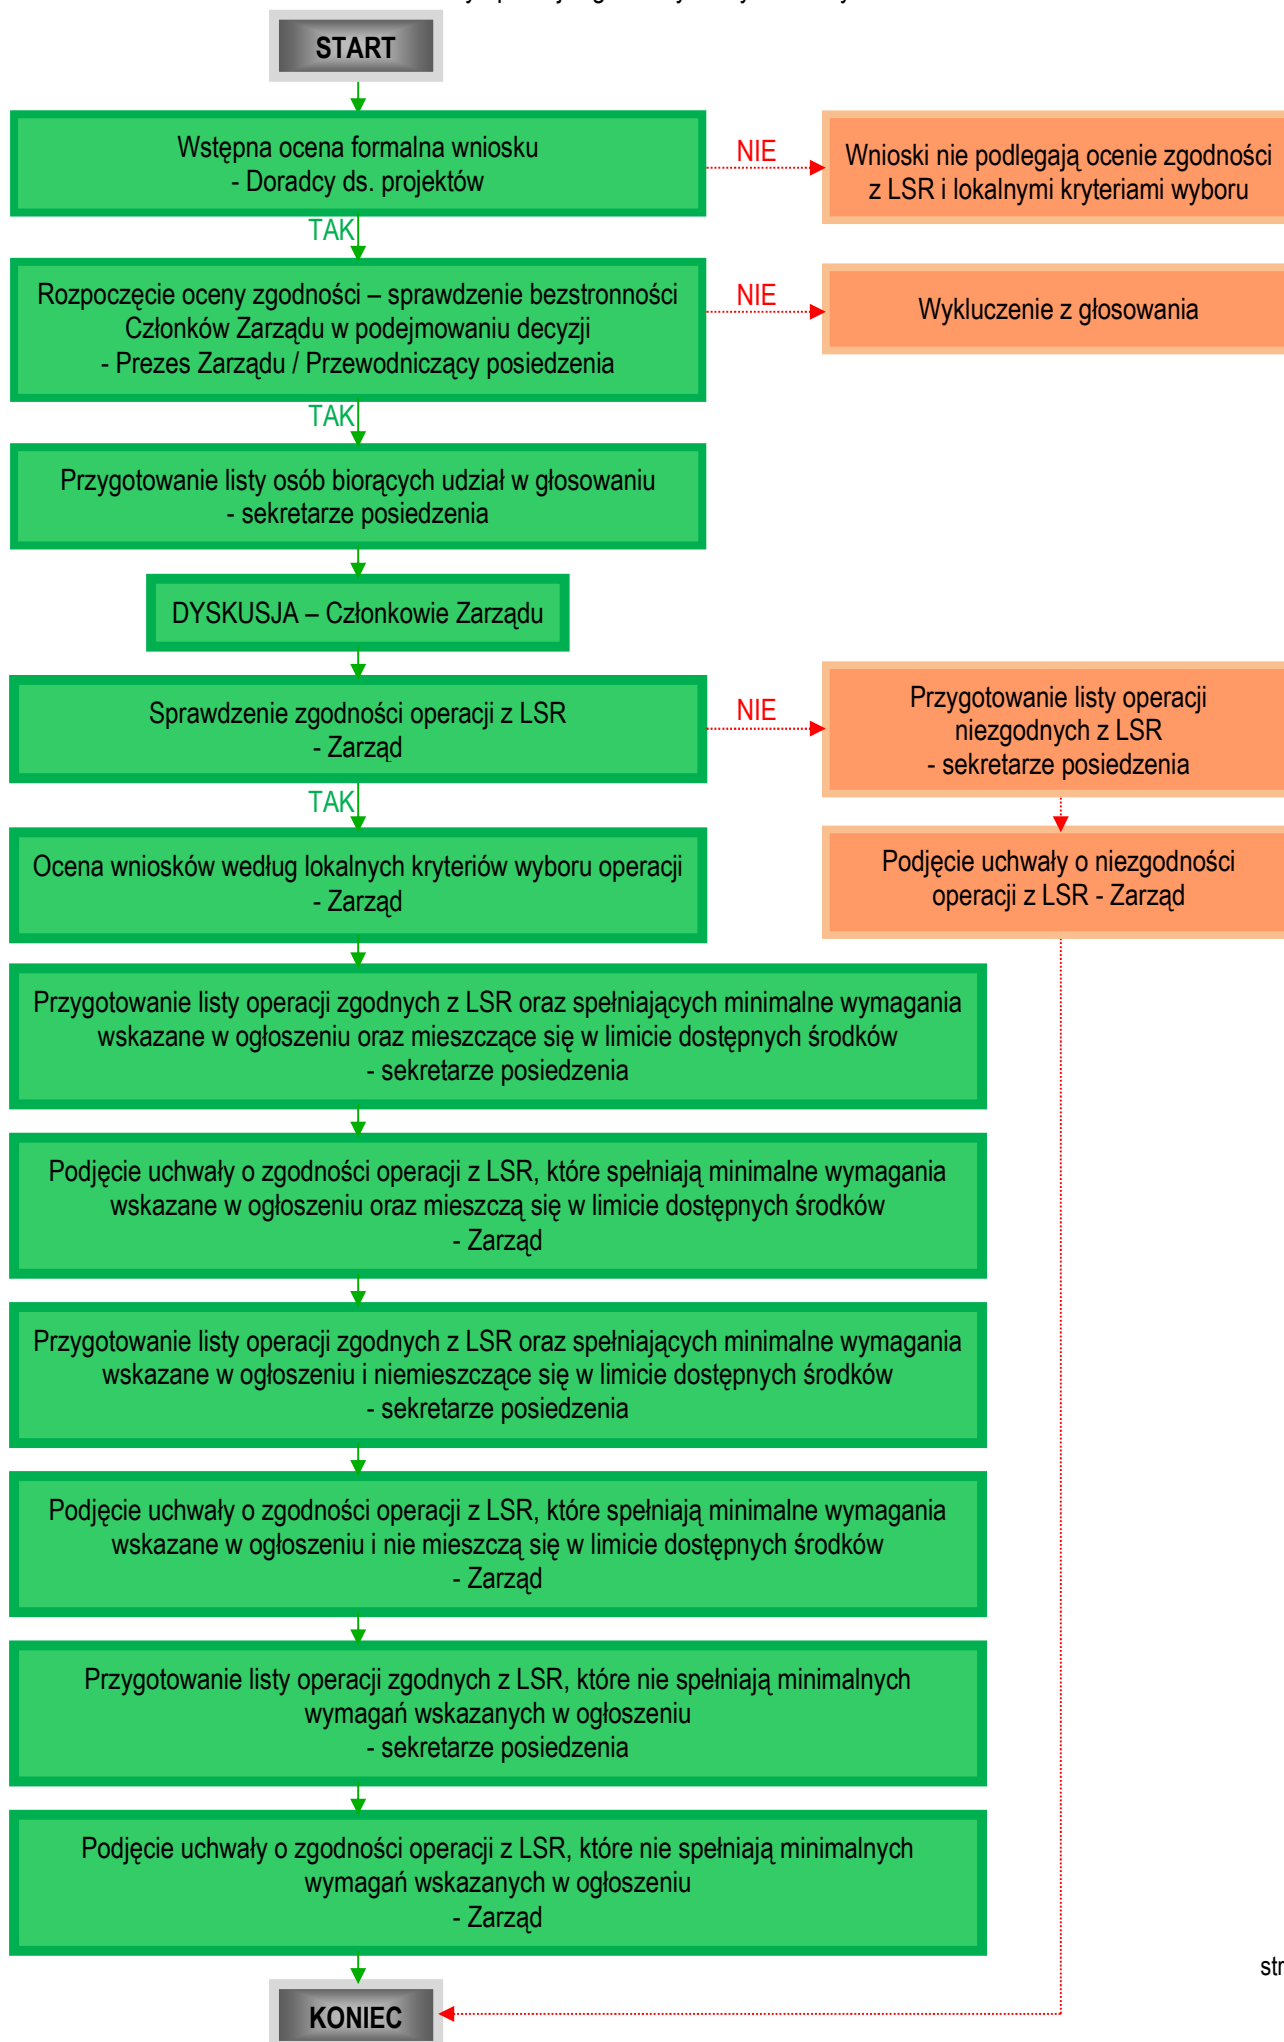 START
Wstępna ocena formalna wniosku
- Doradcy ds. projektów
NIE
Wnioski nie podlegają ocenie zgodności
z LSR i lokalnymi kryteriami wyboru
TAK
Rozpoczęcie oceny zgodności – sprawdzenie bezstronności
Członków Zarządu w podejmowaniu decyzji
- Prezes Zarządu / Przewodniczący posiedzenia
NIE
Wykluczenie z głosowania
TAK
Przygotowanie listy osób biorących udział w głosowaniu
- sekretarze posiedzenia
DYSKUSJA – Członkowie Zarządu
Sprawdzenie zgodności operacji z LSR
- Zarząd
NIE
Przygotowanie listy operacji
niezgodnych z LSR
- sekretarze posiedzenia
TAK
Ocena wniosków według lokalnych kryteriów wyboru operacji
- Zarząd
Podjęcie uchwały o niezgodności
operacji z LSR - Zarząd
Przygotowanie listy operacji zgodnych z LSR oraz spełniających minimalne wymagania
wskazane w ogłoszeniu oraz mieszczące się w limicie dostępnych środków
- sekretarze posiedzenia
Podjęcie uchwały o zgodności operacji z LSR, które spełniają minimalne wymagania
wskazane w ogłoszeniu oraz mieszczą się w limicie dostępnych środków
- Zarząd
Przygotowanie listy operacji zgodnych z LSR oraz spełniających minimalne wymagania
wskazane w ogłoszeniu i niemieszczące się w limicie dostępnych środków
- sekretarze posiedzenia
Podjęcie uchwały o zgodności operacji z LSR, które spełniają minimalne wymagania
wskazane w ogłoszeniu i nie mieszczą się w limicie dostępnych środków
- Zarząd
Przygotowanie listy operacji zgodnych z LSR, które nie spełniają minimalnych
wymagań wskazanych w ogłoszeniu
- sekretarze posiedzenia
Podjęcie uchwały o zgodności operacji z LSR, które nie spełniają minimalnych
wymagań wskazanych w ogłoszeniu
- Zarząd
str
KONIEC